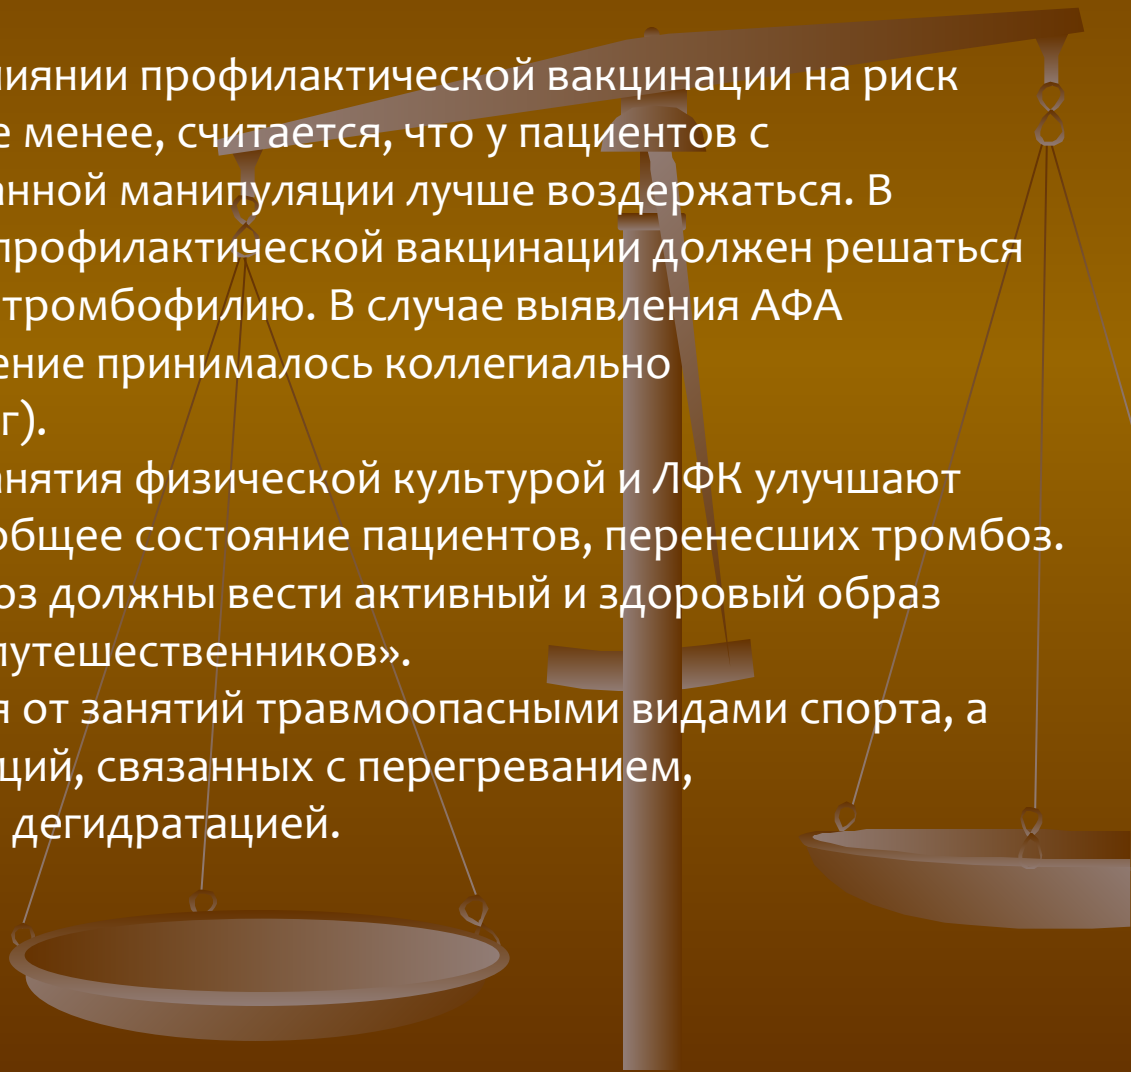 лиянии профилактической вакцинации на риск
е менее, считается, что у пациентов с
анной манипуляции лучше воздержаться. В
профилактической вакцинации должен решаться
тромбофилию. В случае выявления АФА
ение принималось коллегиально
г).
анятия физической культурой и ЛФК улучшают
общее состояние пациентов, перенесших тромбоз.
оз должны вести активный и здоровый образ
путешественников».
я от занятий травмоопасными видами спорта, а
ций, связанных с перегреванием,
дегидратацией.